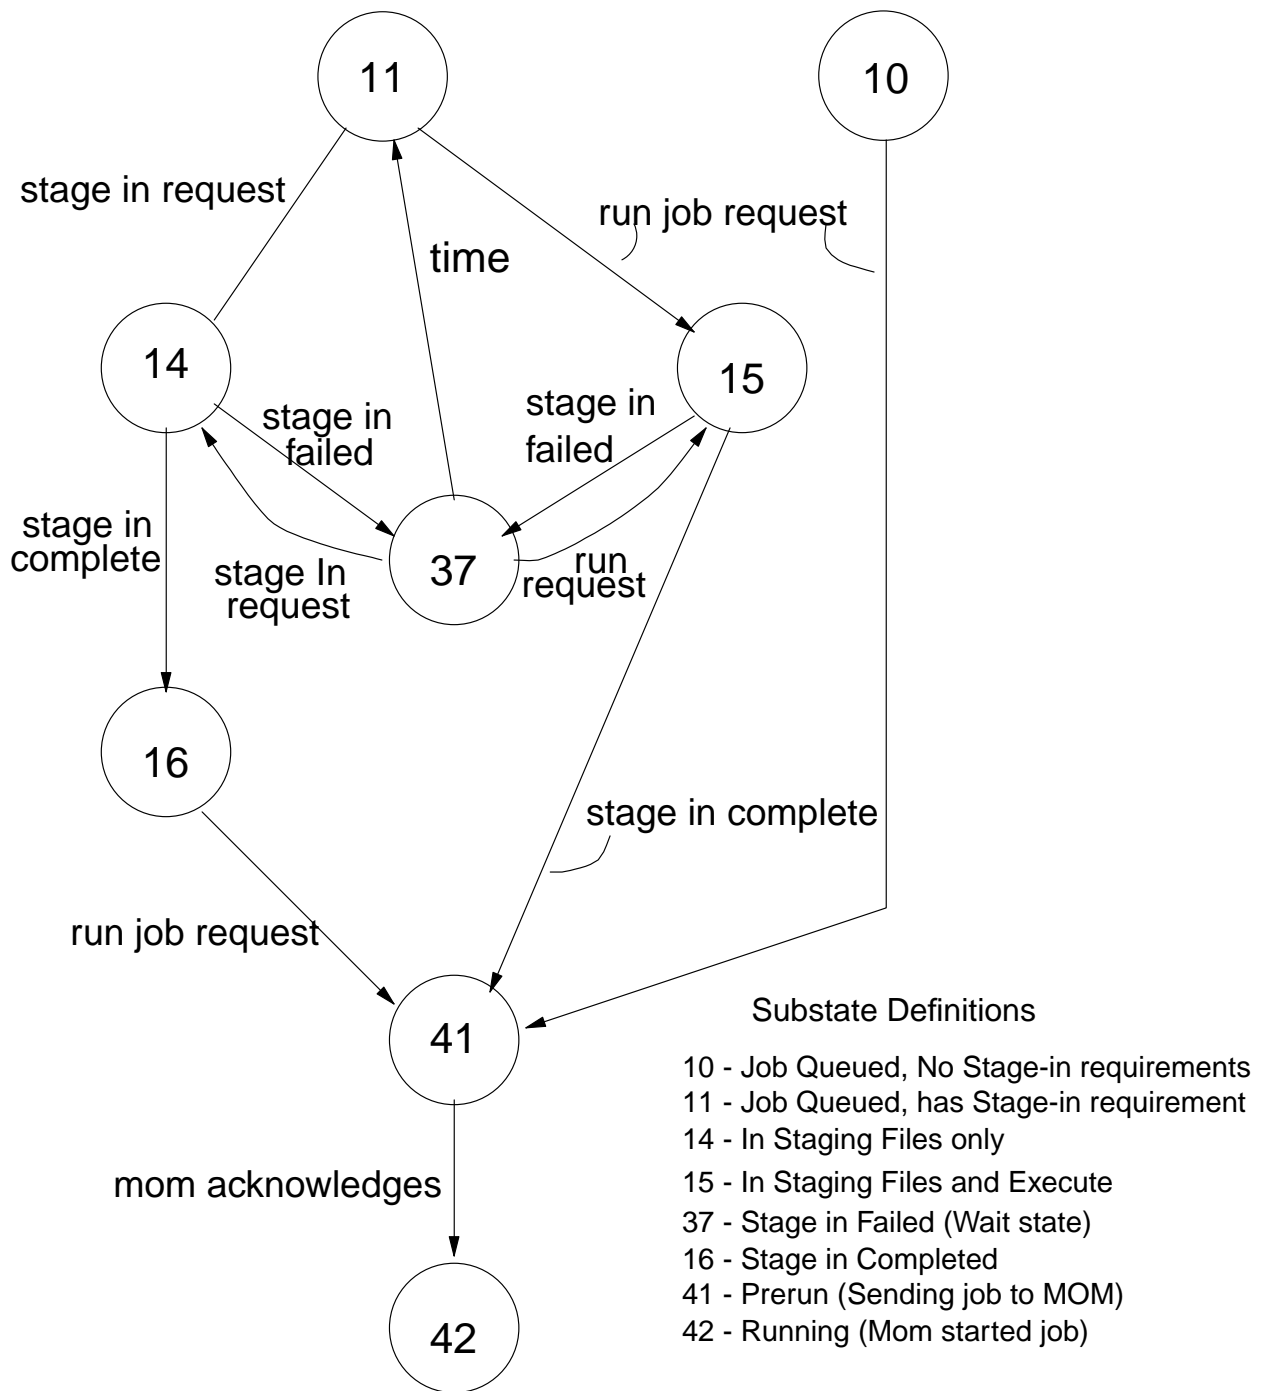 11
10
stage in request
run job request
time
14
15
stage in
failed
stage in
failed
stage in
complete
stage In
request
37
run
request
16
stage in complete
run job request
41
Substate Definitions
10 - Job Queued, No Stage-in requirements
11 - Job Queued, has Stage-in requirement
14 - In Staging Files only
15 - In Staging Files and Execute
37 - Stage in Failed (Wait state)
16 - Stage in Completed
41 - Prerun (Sending job to MOM)
42 - Running (Mom started job)
mom acknowledges
42